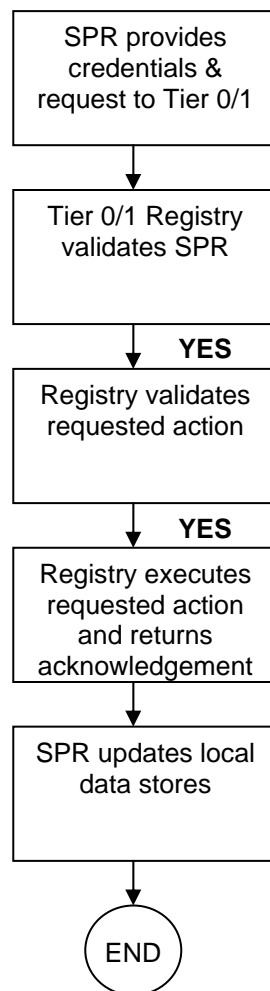 SPR provides
credentials &
request to Tier 0/1
Tier 0/1 Registry
validates SPR
YES
Registry validates
requested action
YES
Registry executes
requested action
and returns
acknowledgement
SPR updates local
data stores
END